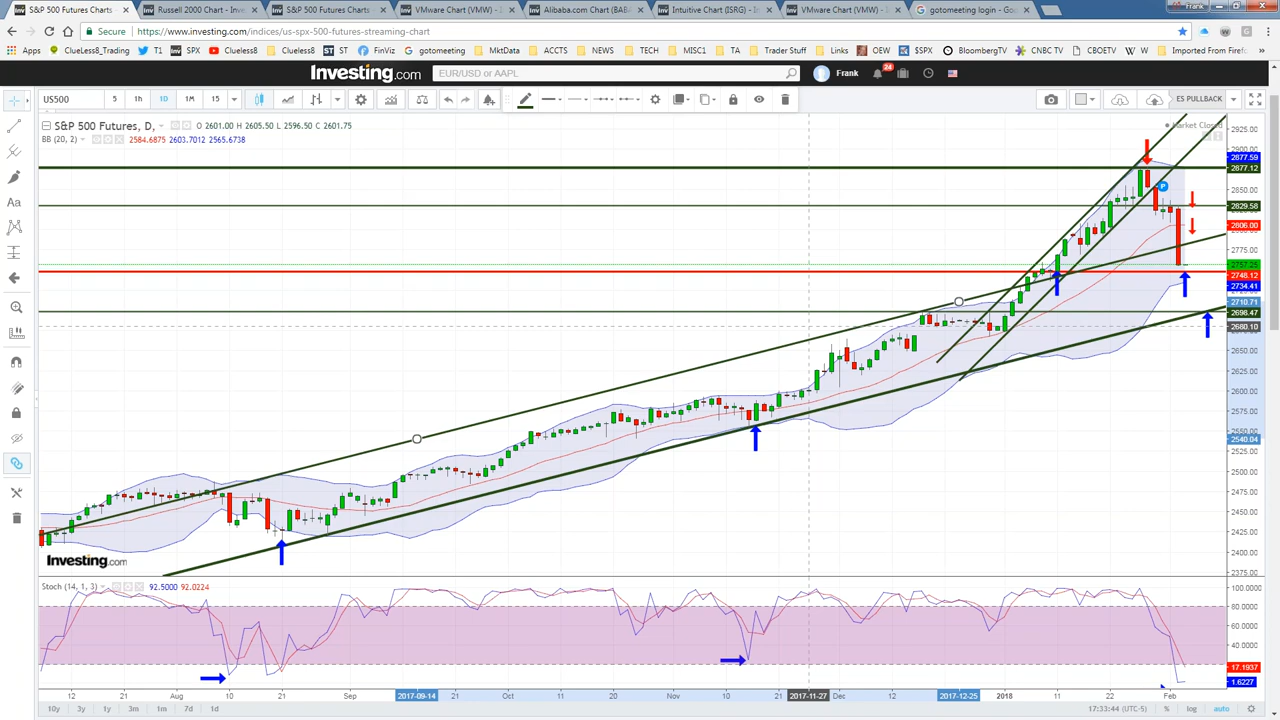 S&P 500 Futures Charts - × Russell 2000 Chart - Inv × S&P 500 Futures Charts × VMware Chart (VMW) - × Alibaba.com Chart (BAB × Intuitive Chart (ISRG) - × VMware Chart (VMW) - × gotomeeting login - Goo × Frank
Secure https://www.investing.com/indices/us-spx-500-futures-streaming-chart
Apps ClueLess8_Trading T1 SPX Clueless8 Clueless8 ST FinViz gotomeeting MktData ACCTS NEWS TECH MISCL TA Trader Stuff Links NEW $SPX BloombergTV CNBC TV CBOETV W Imported From Firefox
Investing.com EUR/USD or AAPL Frank 24
US500 5 1h 1D 1M 15 ES PULLBACK
S&P 500 Futures, D, O 2601.00 H 2605.50 L 2596.50 C 2601.75 Market Closed
BB (20, 2) 2584.6875 2603.7012 2565.6738
2925.00
2900.00
2877.59
2877.12
2850.00
2829.58
2806.00
2775.00
2757.25
2748.12
2734.41
2710.71
2698.47
2680.10
2650.00
2625.00
2600.00
2575.00
2550.00
2540.04
2525.00
2500.00
2475.00
2450.00
2425.00
2400.00
2375.00
P
Investing.com
Stoch (14, 1, 3) 92.5000 92.0224
100.0000
80.0000
60.0000
40.0000
17.1937
1.6227
12 21 Aug 10 21 Sep 2017-09-14 Oct 11 20 Nov 10 21 2017-11-27 Dec 12 2017-12-25 2018 11 22 Feb
10y 3y 1y 3m 1m 7d 1d 17:33:44 (UTC-5) % log auto